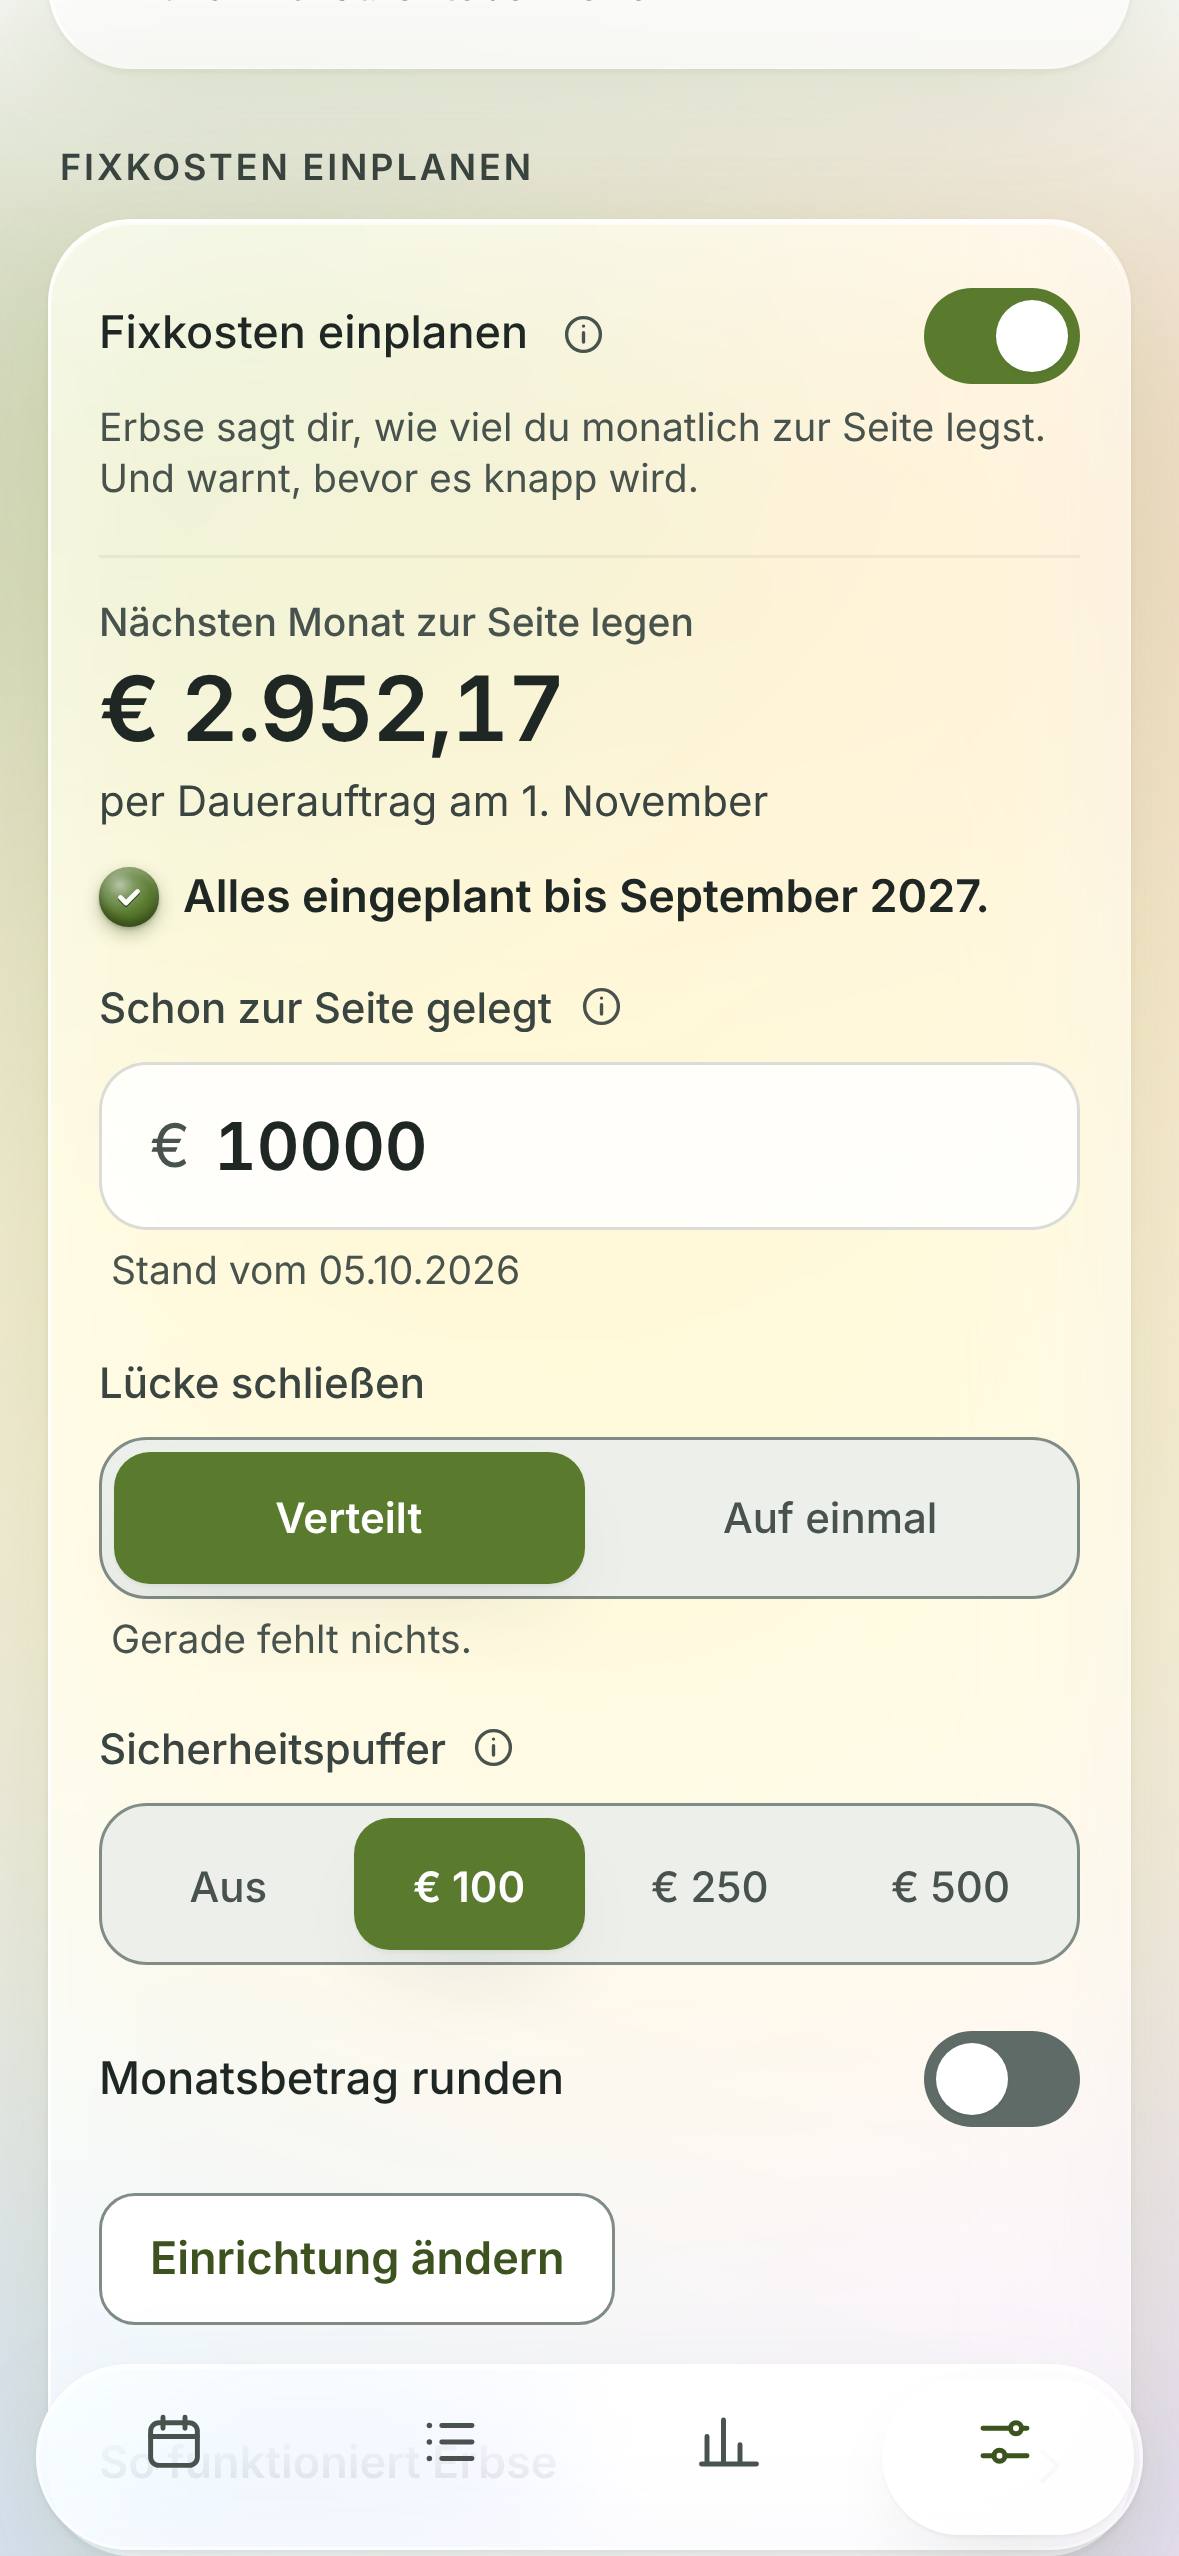 FIXKOSTEN EINPLANEN
Fixkosten einplanen
Erbse sagt dir, wie viel du monatlich zur Seite legst.
Und warnt, bevor es knapp wird.
Nächsten Monat zur Seite legen
€ 2.952,17
per Dauerauftrag am 1. November
Alles eingeplant bis September 2027.
Schon zur Seite gelegt
€ 10000
Stand vom 05.10.2026
Lücke schließen
Verteilt
Auf einmal
Gerade fehlt nichts.
Sicherheitspuffer
Aus
€ 100
€ 250
€ 500
Monatsbetrag runden
Einrichtung ändern
So funktioniert Erbse